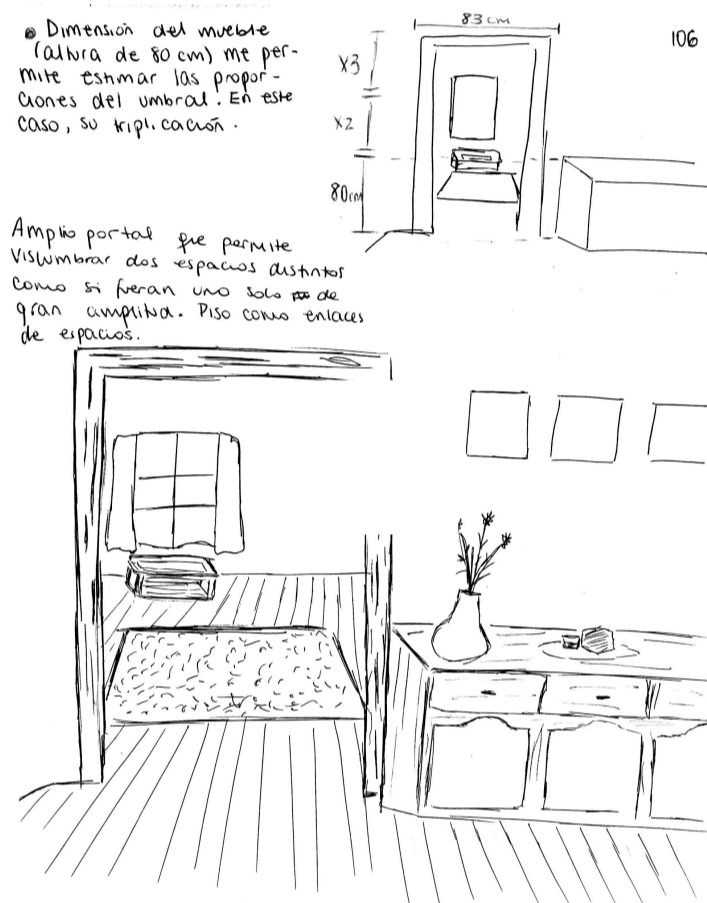 • Dimensión del mueble
(altura de 80 cm) me per-
mite estimar las propor-
ciones del umbral. En este
caso, su triplicación.
83 cm
106
X3
X2
80cm
Amplio portal que permite
vislumbrar dos espacios distintos
como si fueran uno solo de
gran amplitud. Piso como enlaces
de espacios.